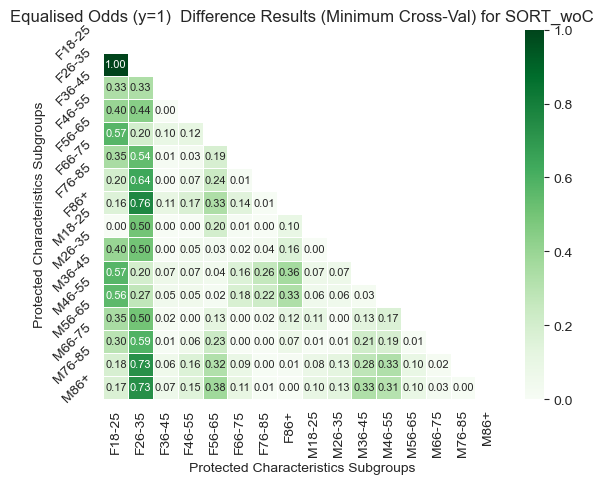 Equalised Odds (y=1)  Difference Results (Minimum Cross-Val) for SORT_woC
Protected Characteristics Subgroups
F18-25
F26-35 1.00
F36-45 0.33 0.33
F46-55 0.40 0.44 0.00
F56-65 0.57 0.20 0.10 0.12
F66-75 0.35 0.54 0.01 0.03 0.19
F76-85 0.20 0.64 0.00 0.07 0.24 0.01
F86+ 0.16 0.76 0.11 0.17 0.33 0.14 0.01
M18-25 0.00 0.50 0.00 0.00 0.20 0.01 0.00 0.10
M26-35 0.40 0.50 0.00 0.05 0.03 0.02 0.04 0.16 0.00
M36-45 0.57 0.20 0.07 0.07 0.04 0.16 0.26 0.36 0.07 0.07
M46-55 0.56 0.27 0.05 0.05 0.02 0.18 0.22 0.33 0.06 0.06 0.03
M56-65 0.35 0.50 0.02 0.00 0.13 0.00 0.02 0.12 0.11 0.00 0.13 0.17
M66-75 0.30 0.59 0.01 0.06 0.23 0.00 0.00 0.07 0.01 0.01 0.21 0.19 0.01
M76-85 0.18 0.73 0.06 0.16 0.32 0.09 0.00 0.01 0.08 0.13 0.28 0.33 0.10 0.02
M86+ 0.17 0.73 0.07 0.15 0.38 0.11 0.01 0.00 0.10 0.13 0.33 0.31 0.10 0.03 0.00
F18-25 F26-35 F36-45 F46-55 F56-65 F66-75 F76-85 F86+ M18-25 M26-35 M36-45 M46-55 M56-65 M66-75 M76-85 M86+
Protected Characteristics Subgroups
1.0
0.8
0.6
0.4
0.2
0.0